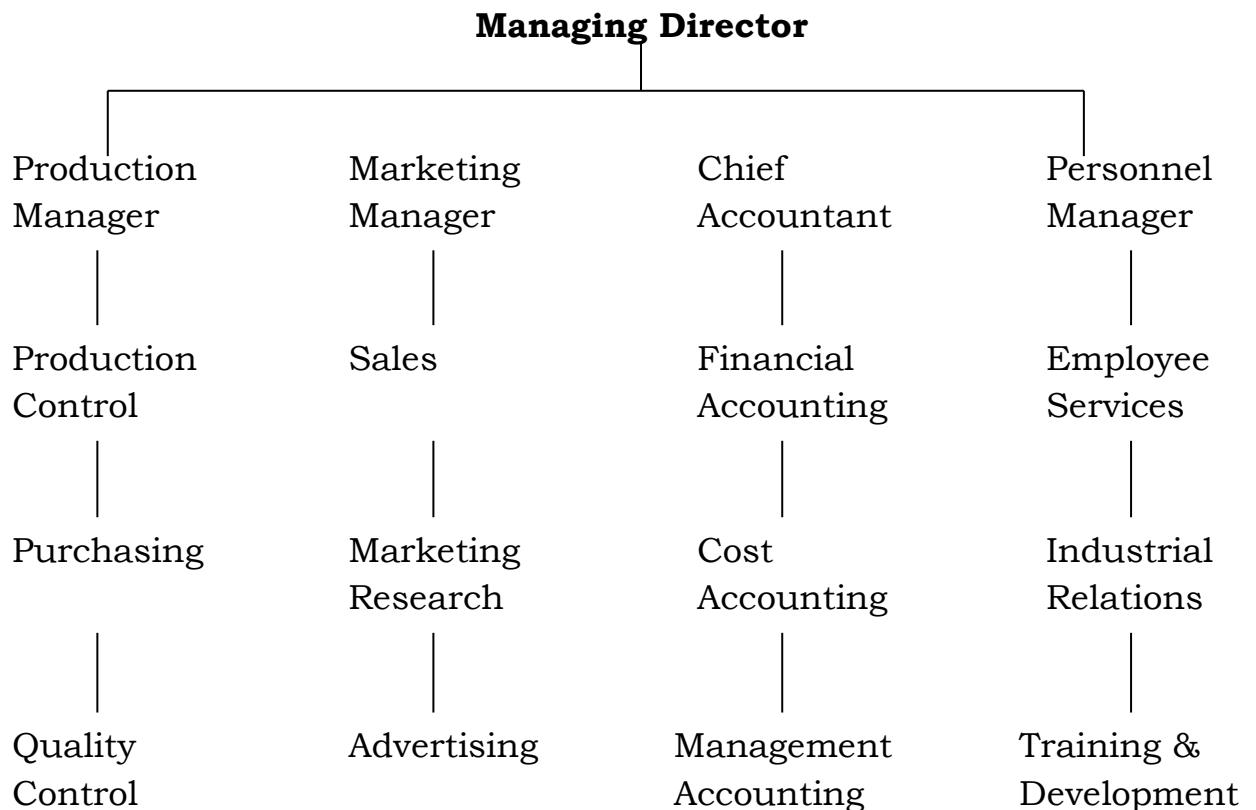 Managing Director
Production Marketing Chief Personnel
Manager Manager Accountant Manager
Production Sales Financial Employee
Control Accounting Services
Purchasing Marketing Cost Industrial
Research Accounting Relations
Quality Advertising Management Training &
Control Accounting Development